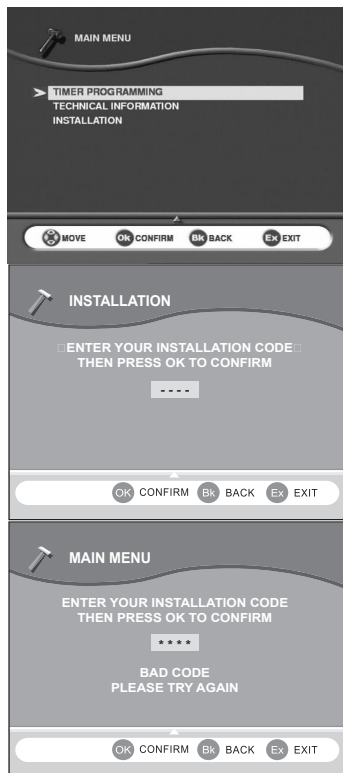 MAIN MENU
TIMER PROGRAMMING
TECHNICAL INFORMATION
INSTALLATION
MOVE Ok CONFIRM Bk BACK Ex EXIT
INSTALLATION
□ENTER YOUR INSTALLATION CODE□
THEN PRESS OK TO CONFIRM
- - - -
OK CONFIRM Bk BACK Ex EXIT
MAIN MENU
ENTER YOUR INSTALLATION CODE
THEN PRESS OK TO CONFIRM
* * * *
BAD CODE
PLEASE TRY AGAIN
OK CONFIRM Bk BACK Ex EXIT